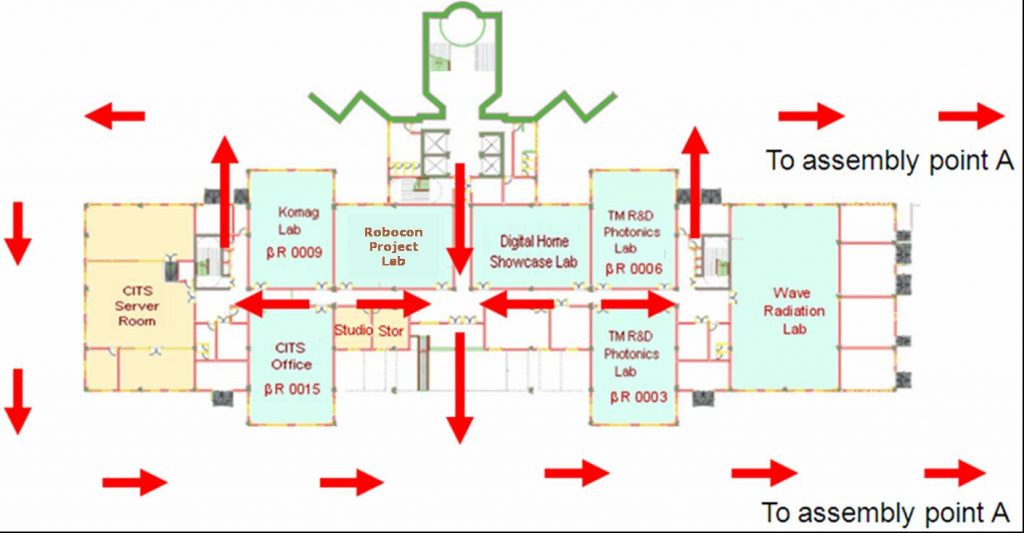 To assembly point A
Komag
Lab
βR 0009
Robocon
Project
Lab
Digital Home
Showcase Lab
TM R&D
Photonics
Lab
βR 0006
CITS
Server
Room
Wave
Radiation
Lab
Studio
Stor
CITS
Office
βR 0015
TM R&D
Photonics
Lab
βR 0003
To assembly point A